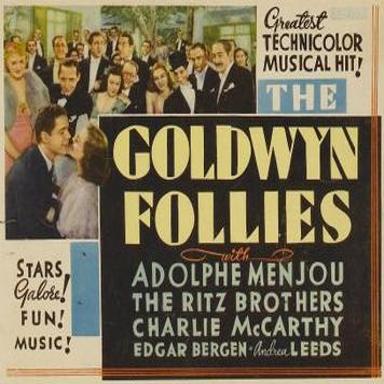 Greatest
TECHNICOLOR
MUSICAL HIT!
THE
GOLDWYN
FOLLIES
with
ADOLPHE MENJOU
THE RITZ BROTHERS
CHARLIE McCARTHY
EDGAR BERGEN - Andrea LEEDS
STARS
Galore!
FUN!
MUSIC!